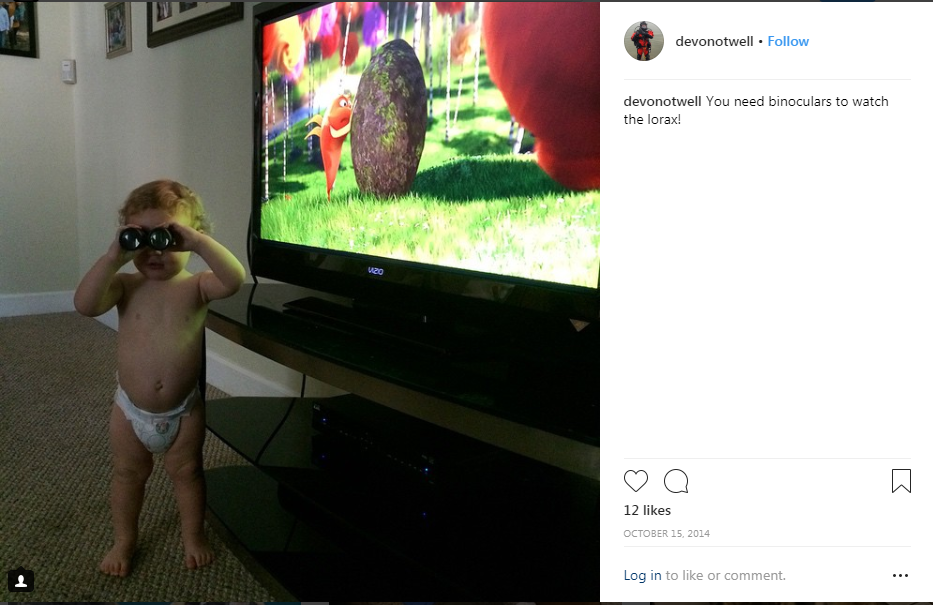 VIZIO
devonotwell • Follow
devonotwell You need binoculars to watch
the lorax!
12 likes
OCTOBER 15, 2014
Log in to like or comment.